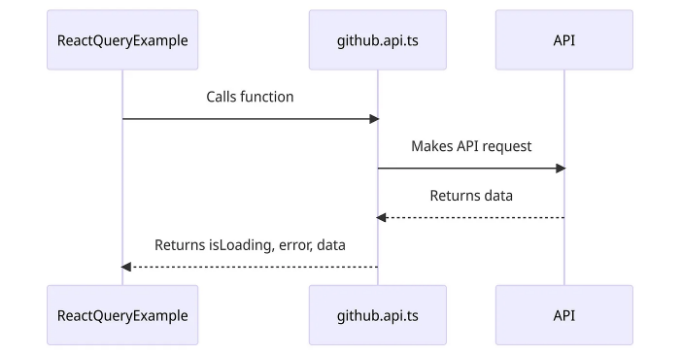 ReactQueryExample
github.api.ts
API
Calls function
Makes API request
Returns data
Returns isLoading, error, data
ReactQueryExample
github.api.ts
API